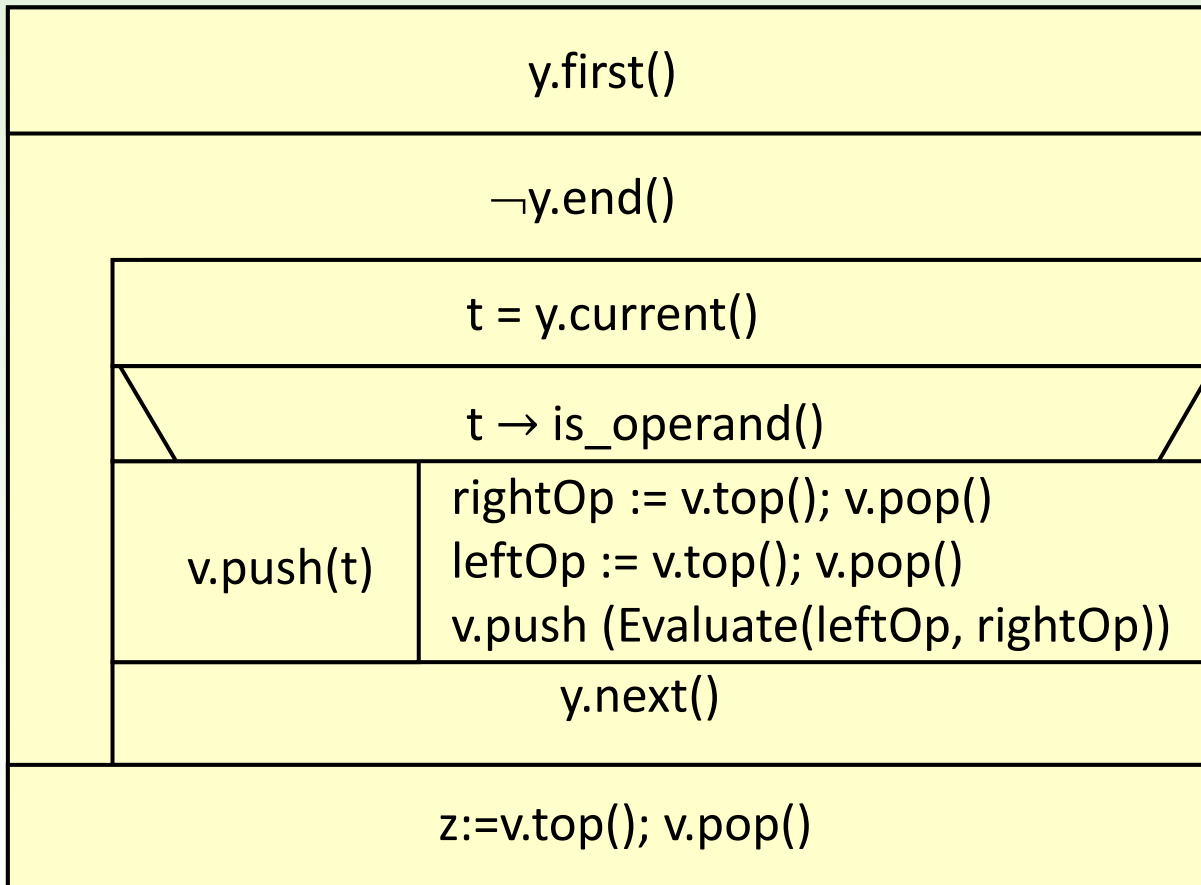 y.first()
¬y.end()
t = y.current()
t → is_operand()
v.push(t)
rightOp := v.top(); v.pop()
leftOp := v.top(); v.pop()
v.push (Evaluate(leftOp, rightOp))
y.next()
z:=v.top(); v.pop()